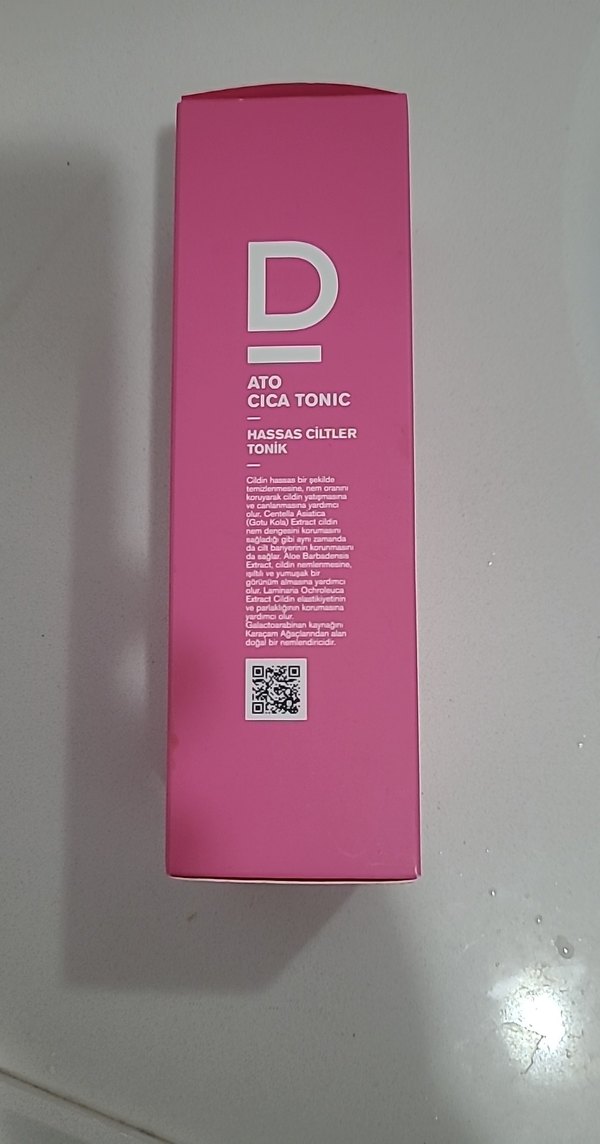 D
ATO
CICA TONIC
HASSAS CİLTLER
TONİK
Cildin hassas bir şekilde
temizlenmesine, nem oranını
koruyarak cildin yatışmasına
ve canlanmasına yardımcı
olur. Centella Asiatica
(Gotu Kola) Extract cildin
nem dengesini korumasını
sağladığı gibi aynı zamanda
da cilt bariyerinin korunmasını
da sağlar. Aloe Barbadensis
Extract, cildin nemlenmesine,
ışıltılı ve yumuşak bir
görünüm almasına yardımcı
olur. Laminaria Ochroleuca
Extract Cildin elastikiyetinin
ve parlaklığının korumasına
yardımcı olur.
Galactoarabinan kaynağını
Karaçam Ağaçlarından alan
doğal bir nemlendiricidir.